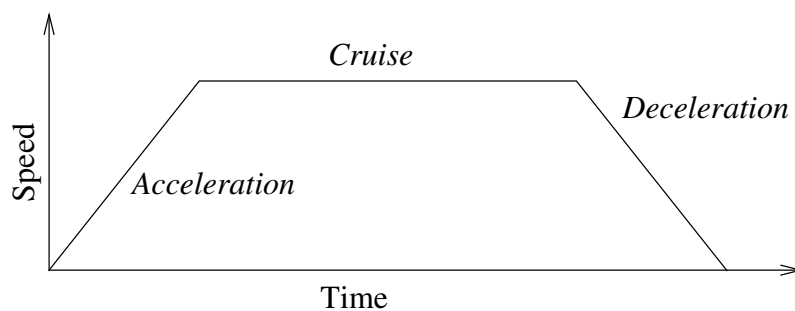 Cruise
Deceleration
Speed
Acceleration
Time